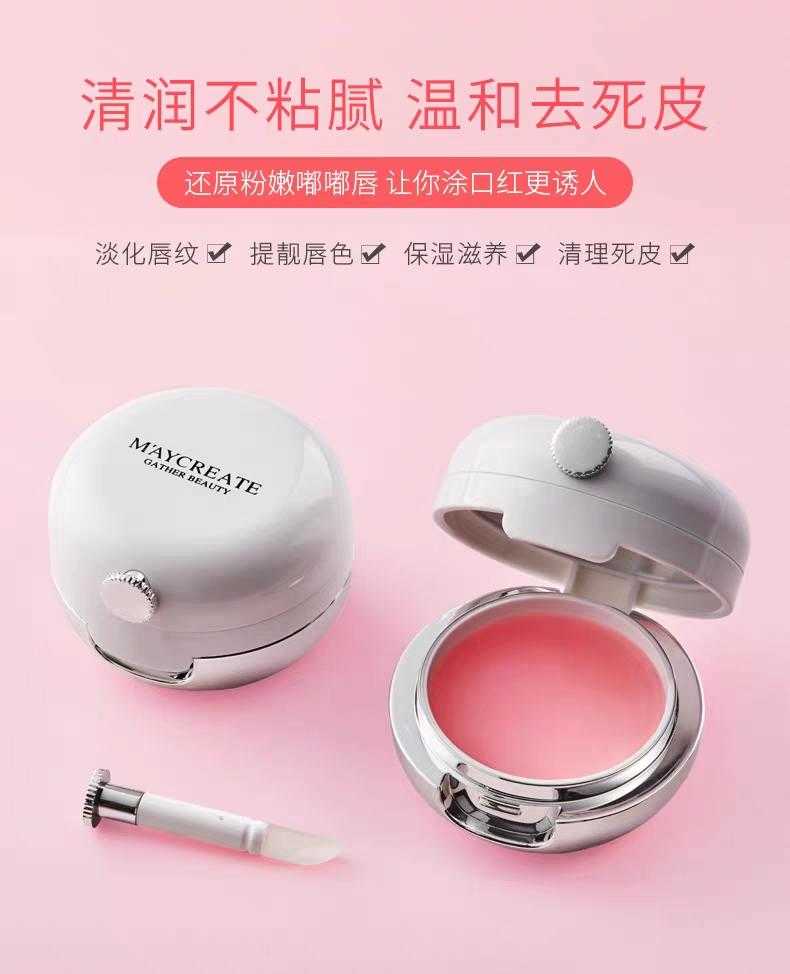 清润不粘腻 温和去死皮
还原粉嫩嘟嘟唇 让你涂口红更诱人
淡化唇纹 提靓唇色 保湿滋养 清理死皮
M'AYCREATE
GATHER BEAUTY